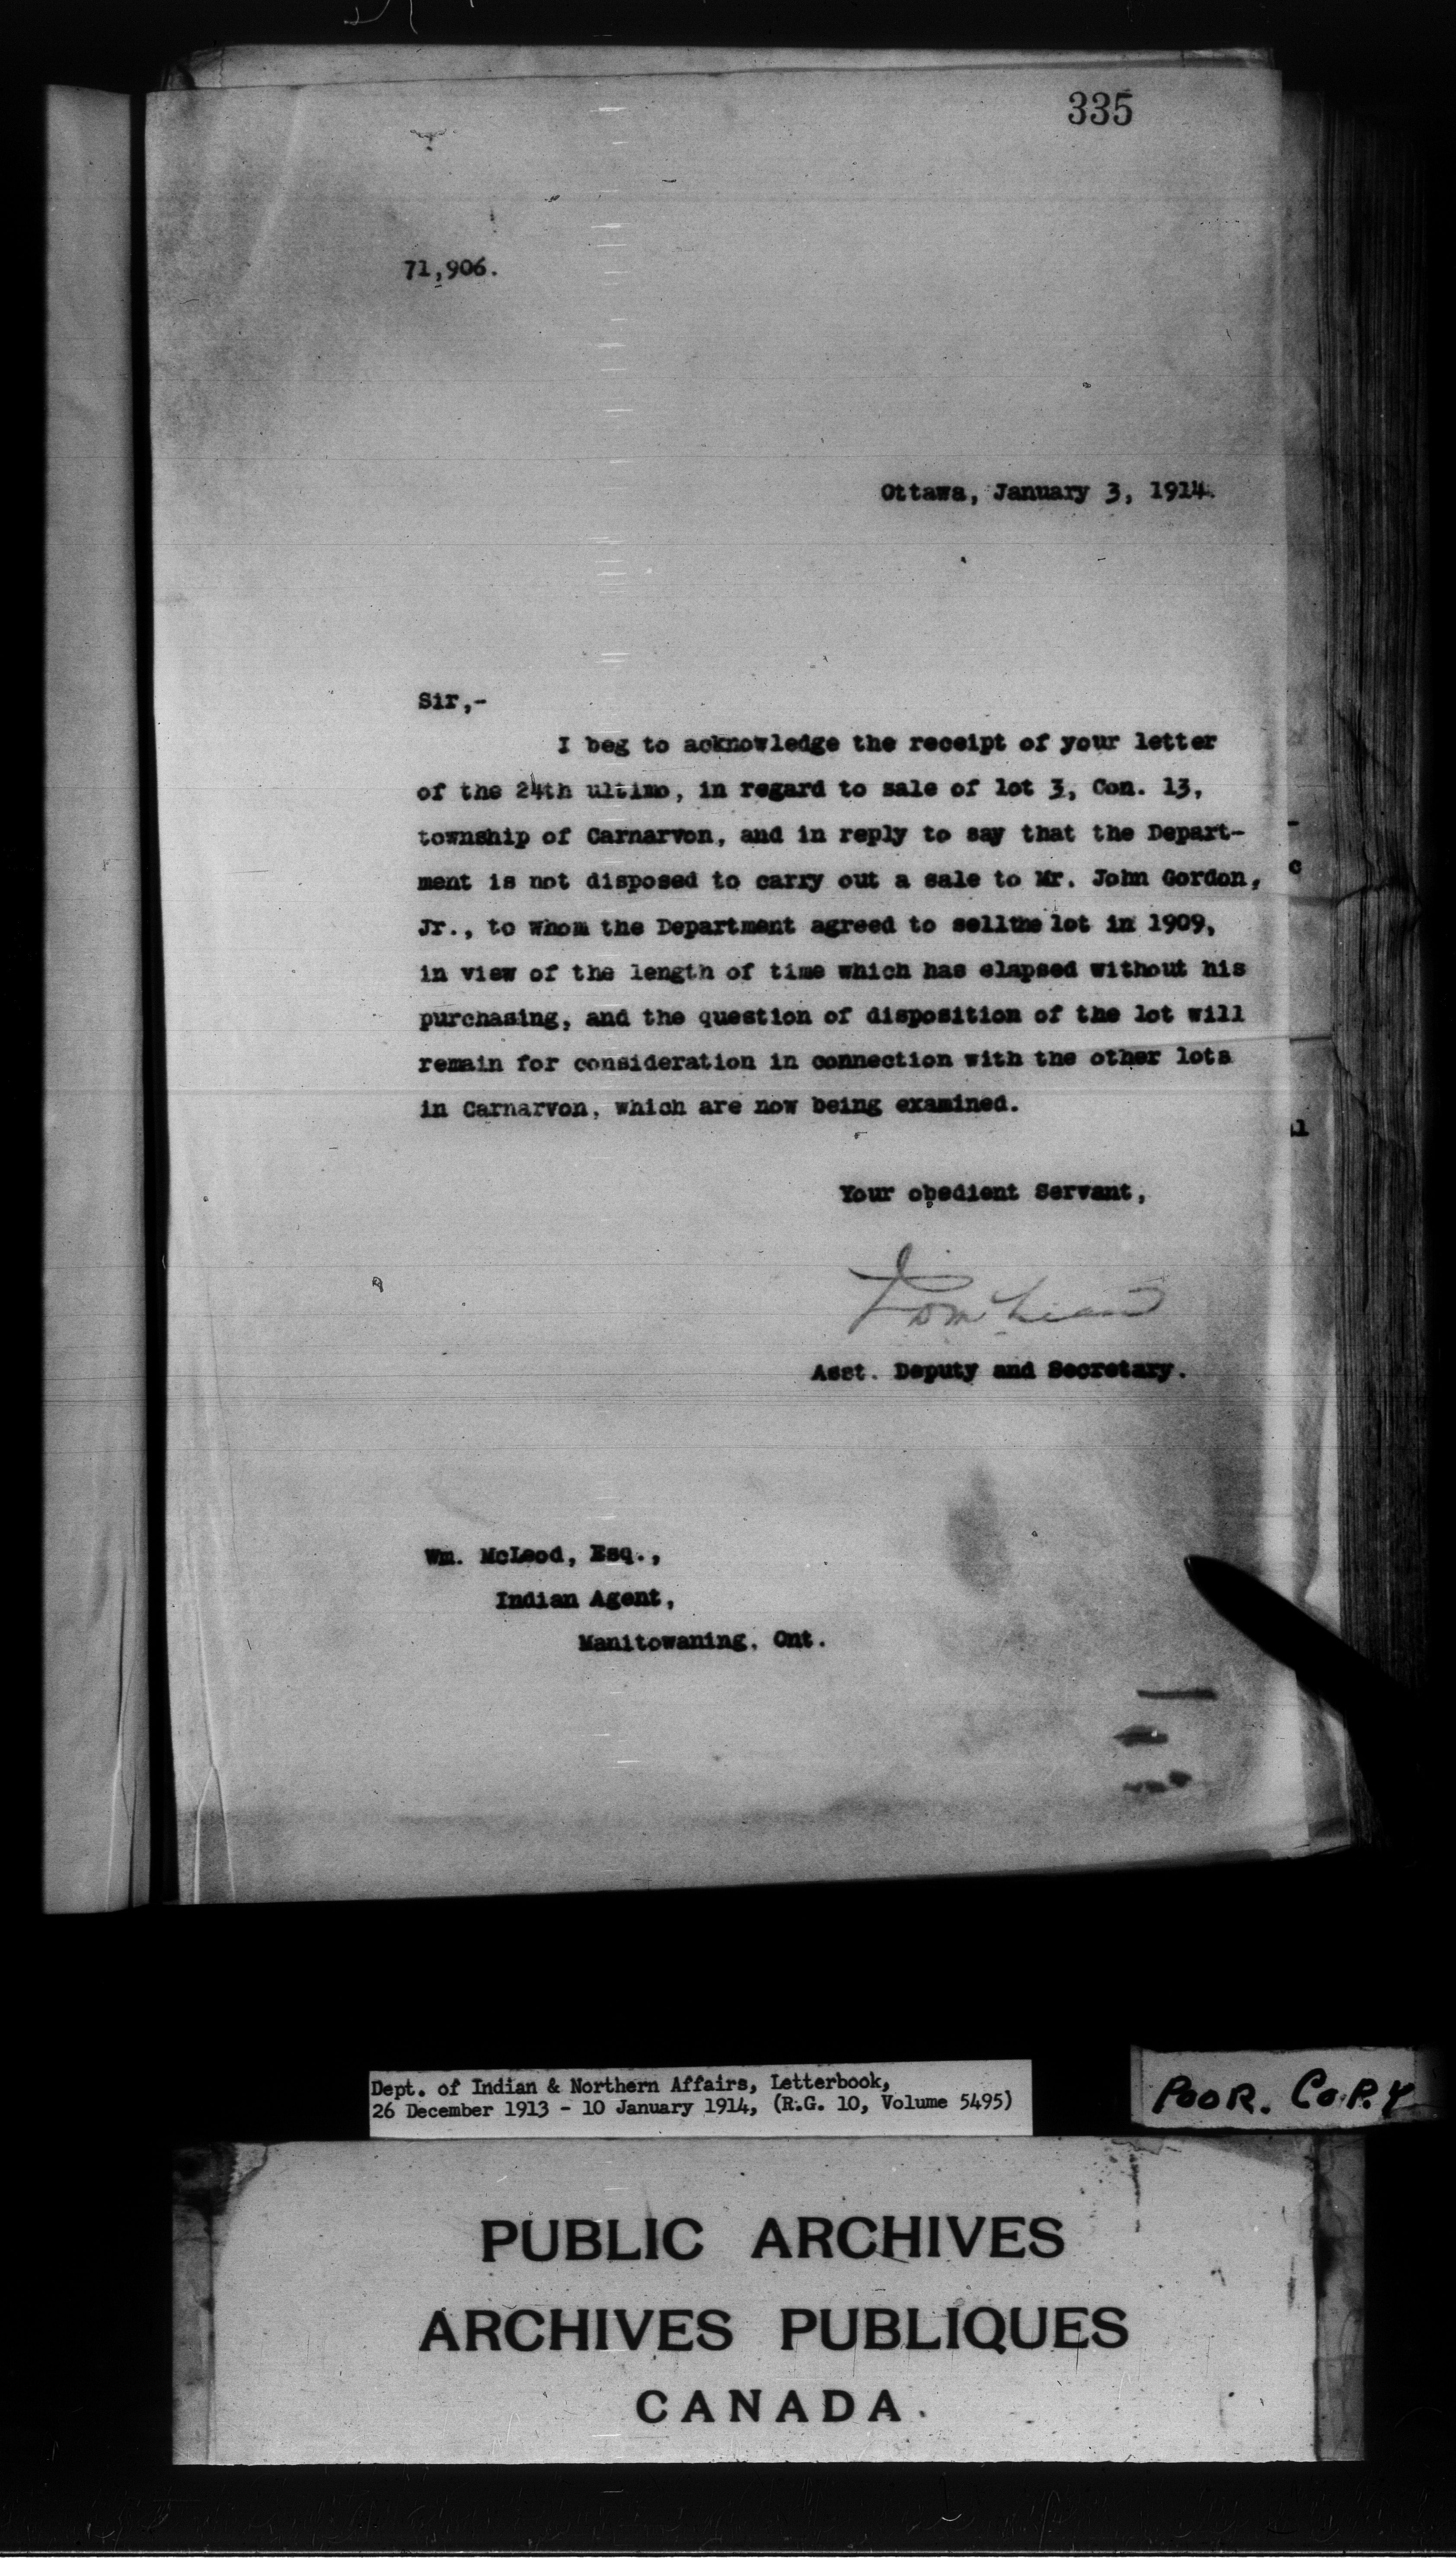 335
71,906.
Ottawa, January 3, 1914.
Sir,-
I beg to acknowledge the receipt of your letter
of the 24th ultimo, in regard to sale of lot 3, Con. 13,
township of Carnarvon, and in reply to say that the Depart-
ment is not disposed to carry out a sale to Mr. John Gordon,
Jr., to whom the Department agreed to sellthe lot in 1909,
in view of the length of time which has elapsed without his
purchasing, and the question of disposition of the lot will
remain for consideration in connection with the other lots
in Carnarvon, which are now being examined.
Your obedient Servant,
Asst. Deputy and Secretary.
Wm. McLeod, Esq.,
Indian Agent,
Manitowaning, Ont.
Dept. of Indian & Northern Affairs, Letterbook,
26 December 1913 - 10 January 1914, (R.G. 10, Volume 5495)
POOR. COPY
PUBLIC ARCHIVES
ARCHIVES PUBLIQUES
CANADA.